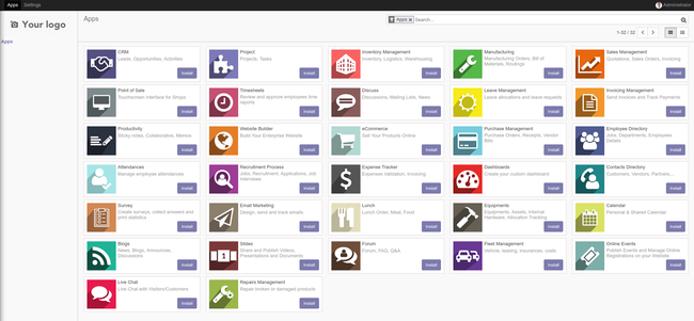 Apps Settings Administrator
Your logo
Apps
Apps
Apps Search...
1-32 / 32
CRM
Leads, Opportunities, Activities
Install
Project
Projects, Tasks
Install
Inventory Management
Inventory, Logistics, Warehousing
Install
Manufacturing
Manufacturing Orders, Bill of
Materials, Routings
Install
Sales Management
Quotations, Sales Orders, Invoicing
Install
Point of Sale
Touchscreen Interface for Shops
Install
Timesheets
Review and approve employees time
reports
Install
Discuss
Discussions, Mailing Lists, News
Install
Leave Management
Leave allocations and leave requests
Install
Invoicing Management
Send Invoices and Track Payments
Install
Productivity
Sticky notes, Collaborative, Memos
Install
Website Builder
Build Your Enterprise Website
Install
eCommerce
Sell Your Products Online
Install
Purchase Management
Purchase Orders, Receipts, Vendor
Bills
Install
Employee Directory
Jobs, Departments, Employees
Details
Install
Attendances
Manage employee attendances
Install
Recruitment Process
Jobs, Recruitment, Applications, Job
Interviews
Install
Expense Tracker
Expenses Validation, Invoicing
Install
Dashboards
Create your custom dashboard
Install
Contacts Directory
Customers, Vendors, Partners,...
Install
Survey
Create surveys, collect answers and
print statistics
Install
Email Marketing
Design, send and track emails
Install
Lunch
Lunch Order, Meal, Food
Install
Equipments
Equipments, Assets, Internal
Hardware, Allocation Tracking
Install
Calendar
Personal & Shared Calendar
Install
Blogs
News, Blogs, Announces,
Discussions
Install
Slides
Share and Publish Videos,
Presentations and Documents
Install
Forum
Forum, FAQ, Q&A
Install
Fleet Management
Vehicle, leasing, insurances, costs
Install
Online Events
Publish Events and Manage Online
Registrations on your Website
Install
Live Chat
Live Chat with Visitors/Customers
Install
Repairs Management
Repair broken or damaged products
Install